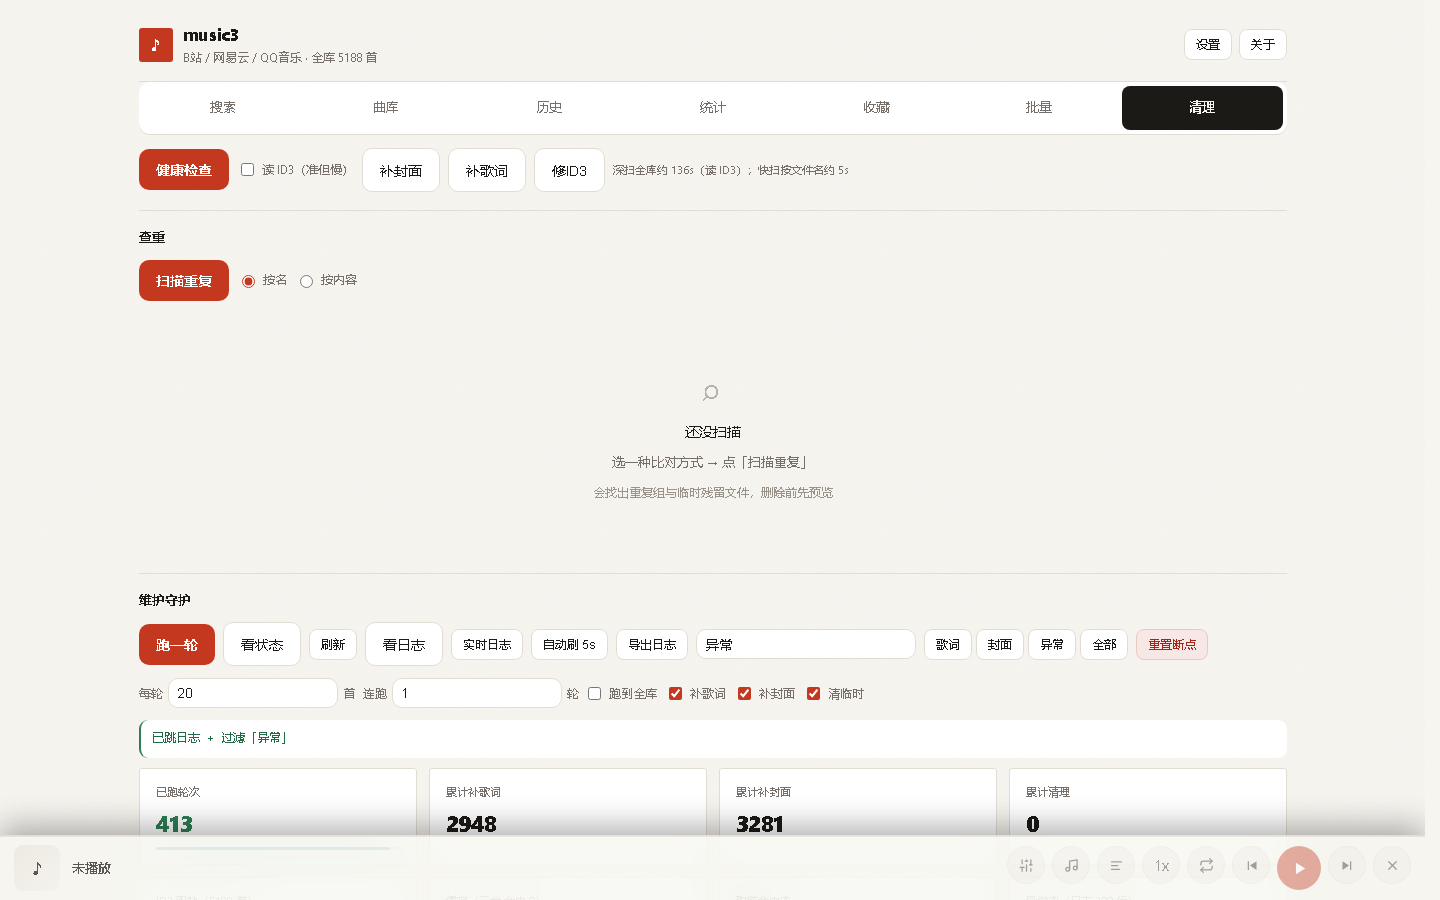 music3
B站 / 网易云 / QQ音乐 · 全库 5188 首
设置 关于
搜索 曲库 历史 统计 收藏 批量 清理
健康检查 读 ID3（准但慢） 补封面 补歌词 修ID3 深扫全库约 136s（读 ID3）；快扫按文件名约 5s
查重
扫描重复 按名 按内容
还没扫描
选一种比对方式 → 点「扫描重复」
会找出重复组与临时残留文件，删除前先预览
维护守护
跑一轮 看状态 刷新 看日志 实时日志 自动刷 5s 导出日志 异常 歌词 封面 异常 全部 重置断点
每轮 20 首 连跑 1 轮 跑到全库 补歌词 补封面 清临时
已跳日志 + 过滤「异常」
已跑轮次 累计补歌词 累计补封面 累计清理
413 2948 3281 0
未播放 1x